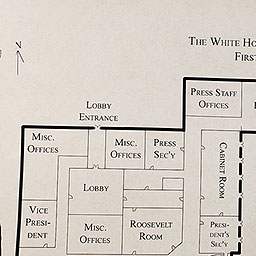 N
The White Ho
First
Press Staff
Offices
Lobby
Entrance
Misc.
Offices
Misc.
Offices
Press
Sec'y
Cabinet Room
Lobby
Vice
Presi-
dent
Misc.
Offices
Roosevelt
Room
Presi-
dent's
Sec'y